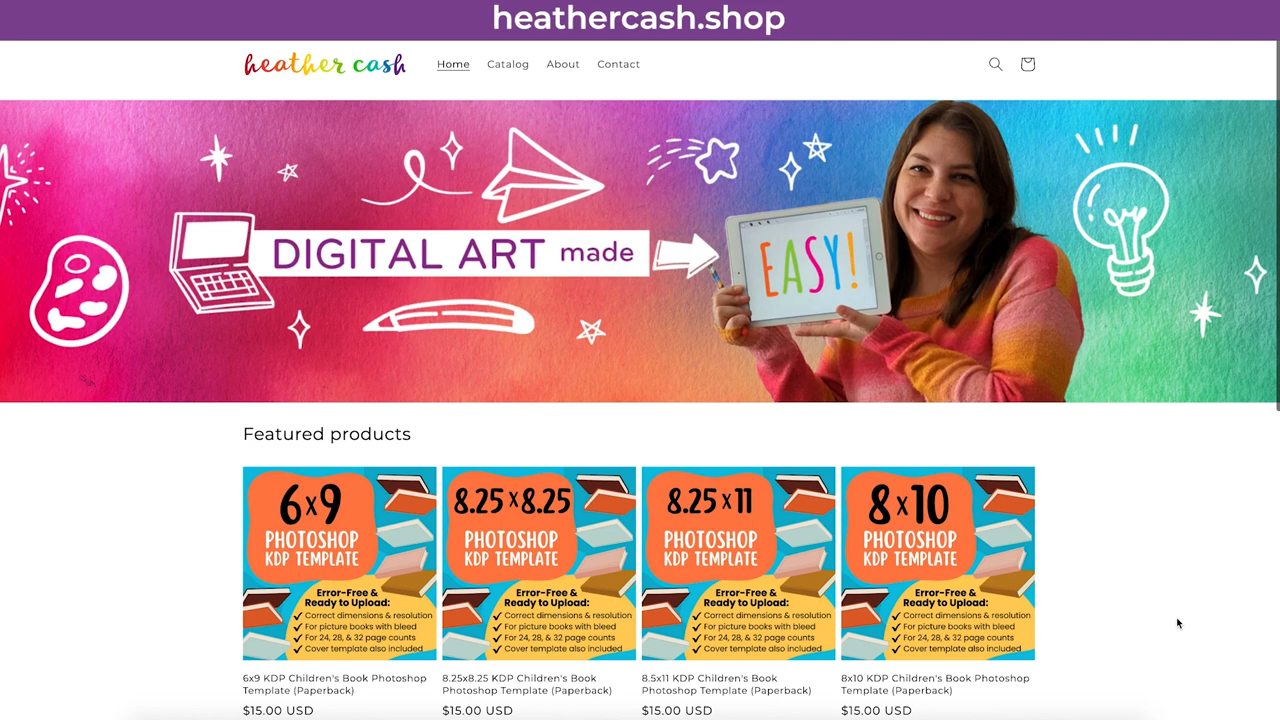 heathercash.shop
heather cash
Home Catalog About Contact
DIGITAL ART made
EASY!
Featured products
6x9
PHOTOSHOP
KDP TEMPLATE
Error-Free &
Ready to Upload:
Correct dimensions & resolution
For picture books with bleed
For 24, 28, & 32 page counts
Cover template also included
8.25x8.25
PHOTOSHOP
KDP TEMPLATE
Error-Free &
Ready to Upload:
Correct dimensions & resolution
For picture books with bleed
For 24, 28, & 32 page counts
Cover template also included
8.25x11
PHOTOSHOP
KDP TEMPLATE
Error-Free &
Ready to Upload:
Correct dimensions & resolution
For picture books with bleed
For 24, 28, & 32 page counts
Cover template also included
8x10
PHOTOSHOP
KDP TEMPLATE
Error-Free &
Ready to Upload:
Correct dimensions & resolution
For picture books with bleed
For 24, 28, & 32 page counts
Cover template also included
6x9 KDP Children's Book Photoshop
Template (Paperback)
$15.00 USD
8.25x8.25 KDP Children's Book
Photoshop Template (Paperback)
$15.00 USD
8.5x11 KDP Children's Book
Photoshop Template (Paperback)
$15.00 USD
8x10 KDP Children's Book Photoshop
Template (Paperback)
$15.00 USD